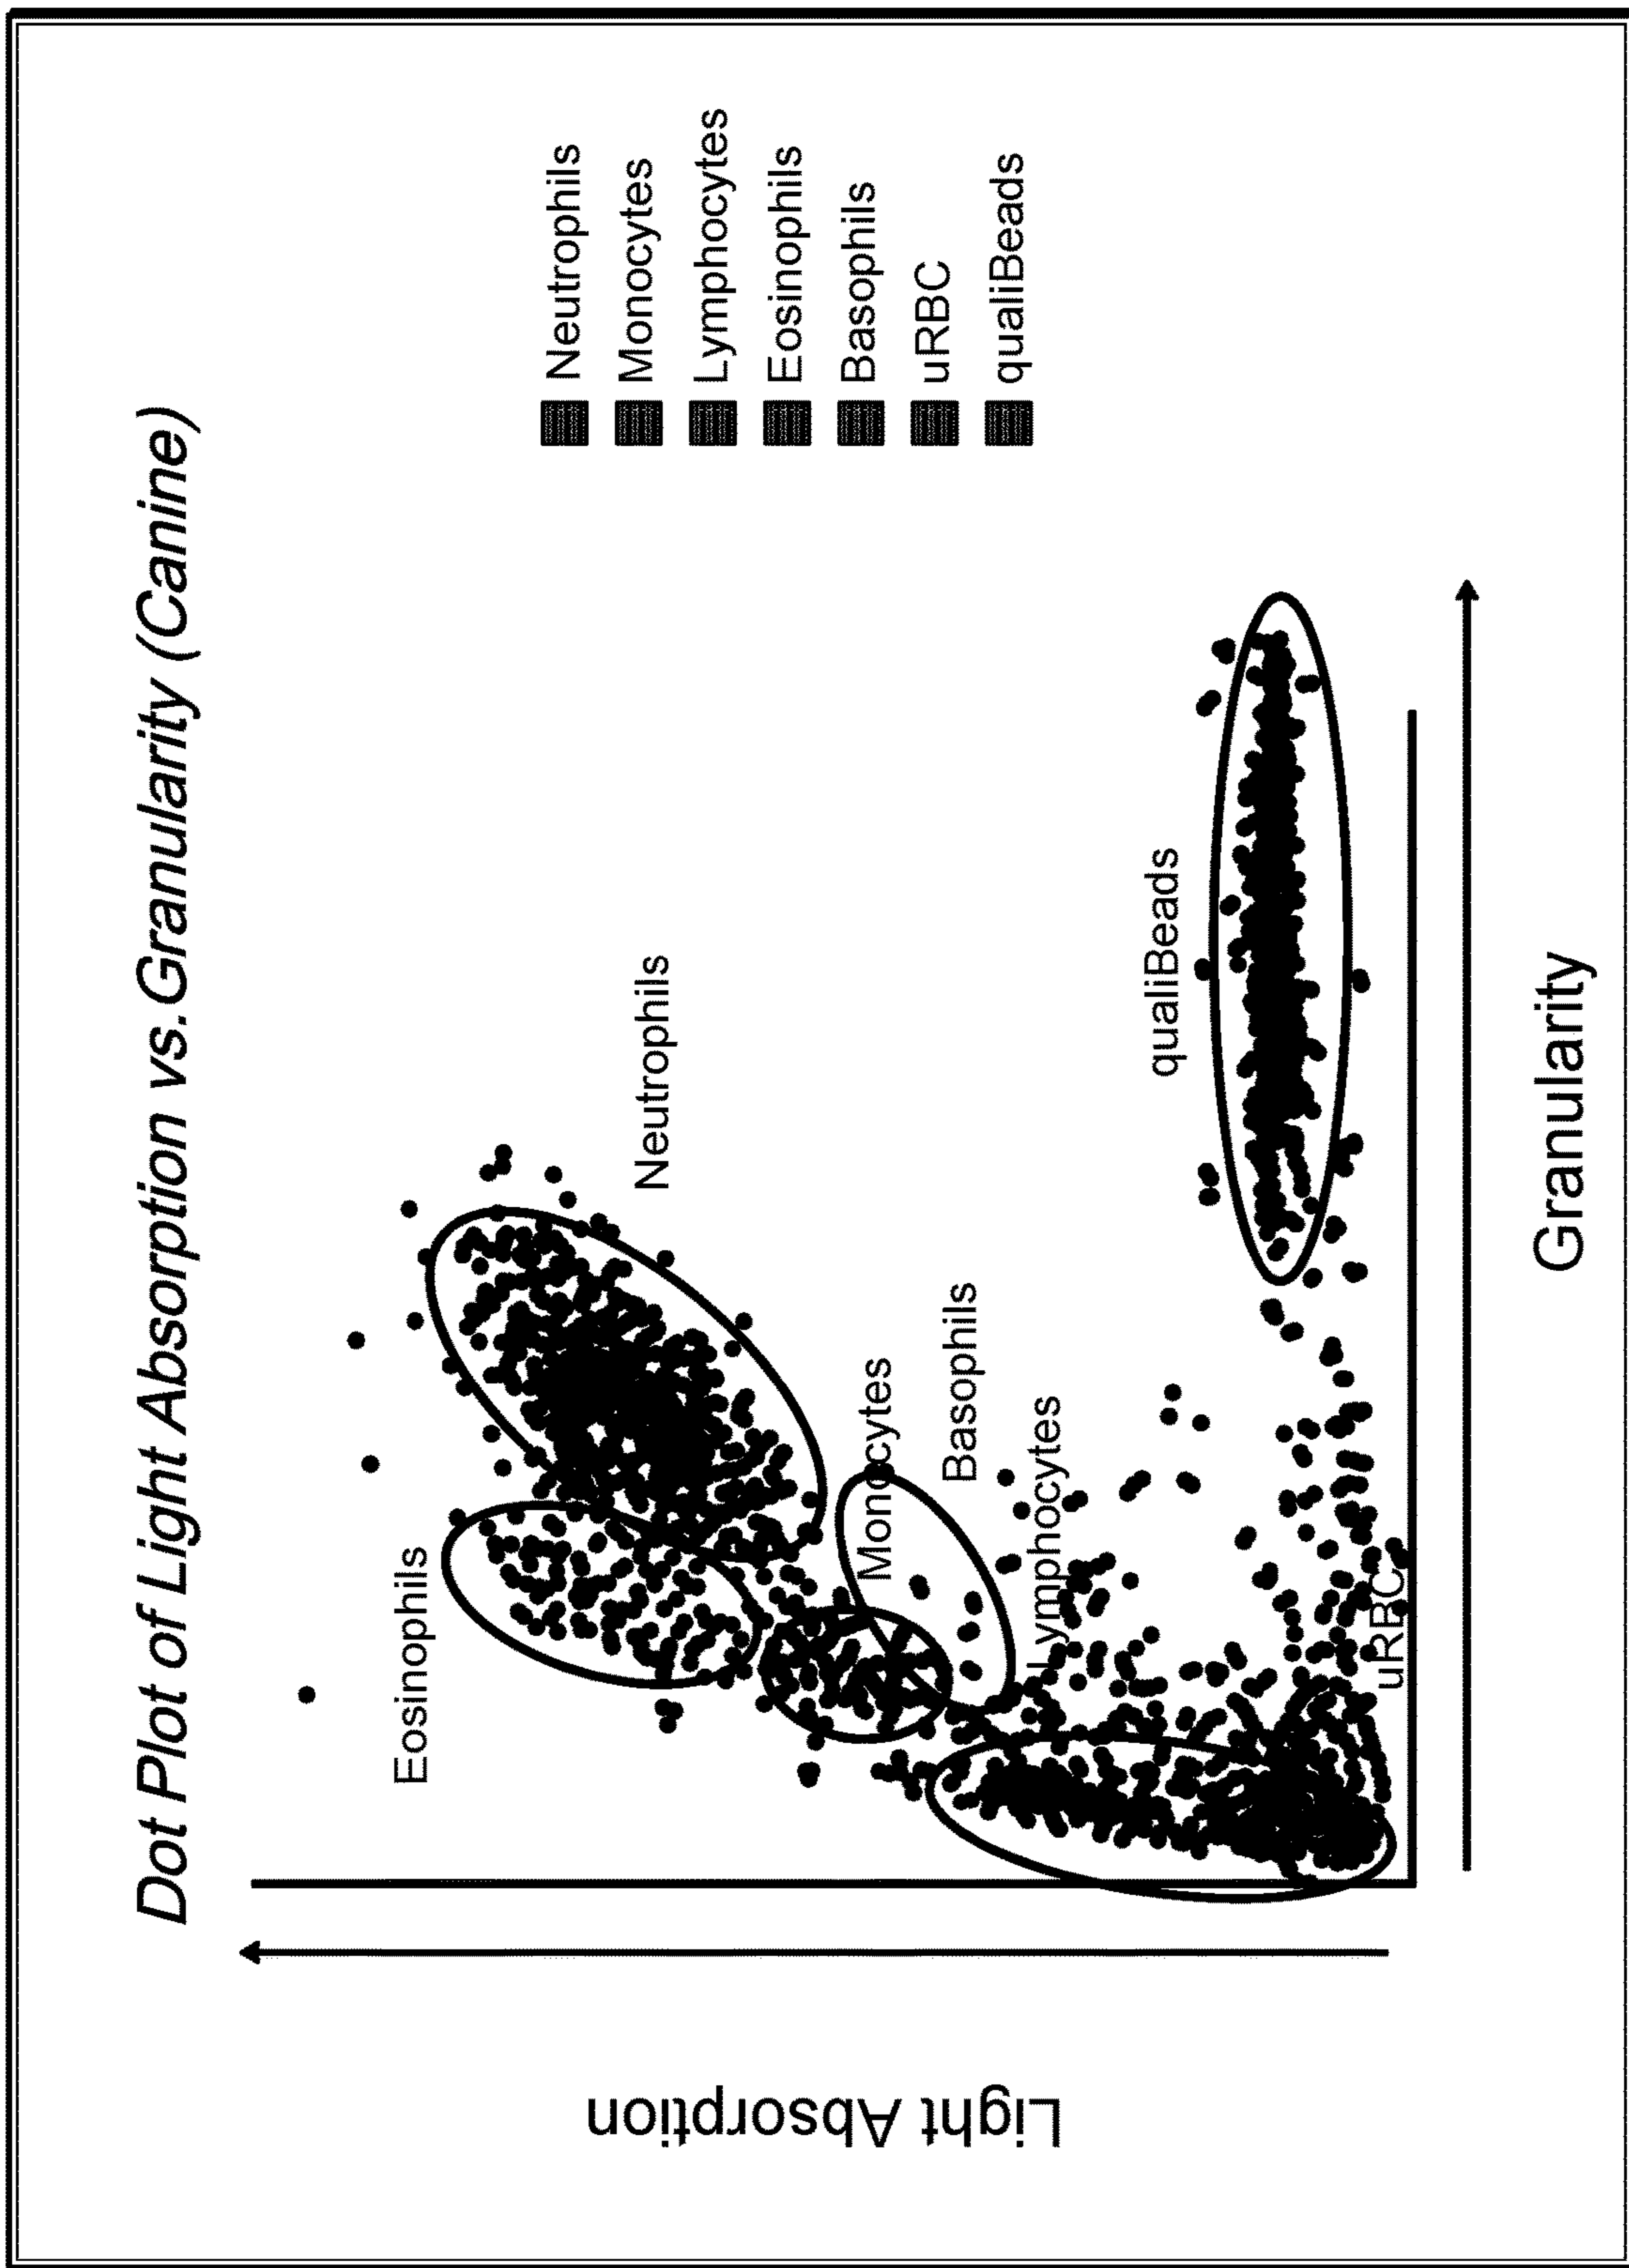 Dot Plot of Light Absorption vs. Granularity (Canine)
Light Absorption
Eosinophils
Neutrophils
Monocytes
Basophils
Lymphocytes
qualiBeads
uRBC
Granularity
Neutrophils
Monocytes
Lymphocytes
Eosinophils
Basophils
uRBC
qualiBeads